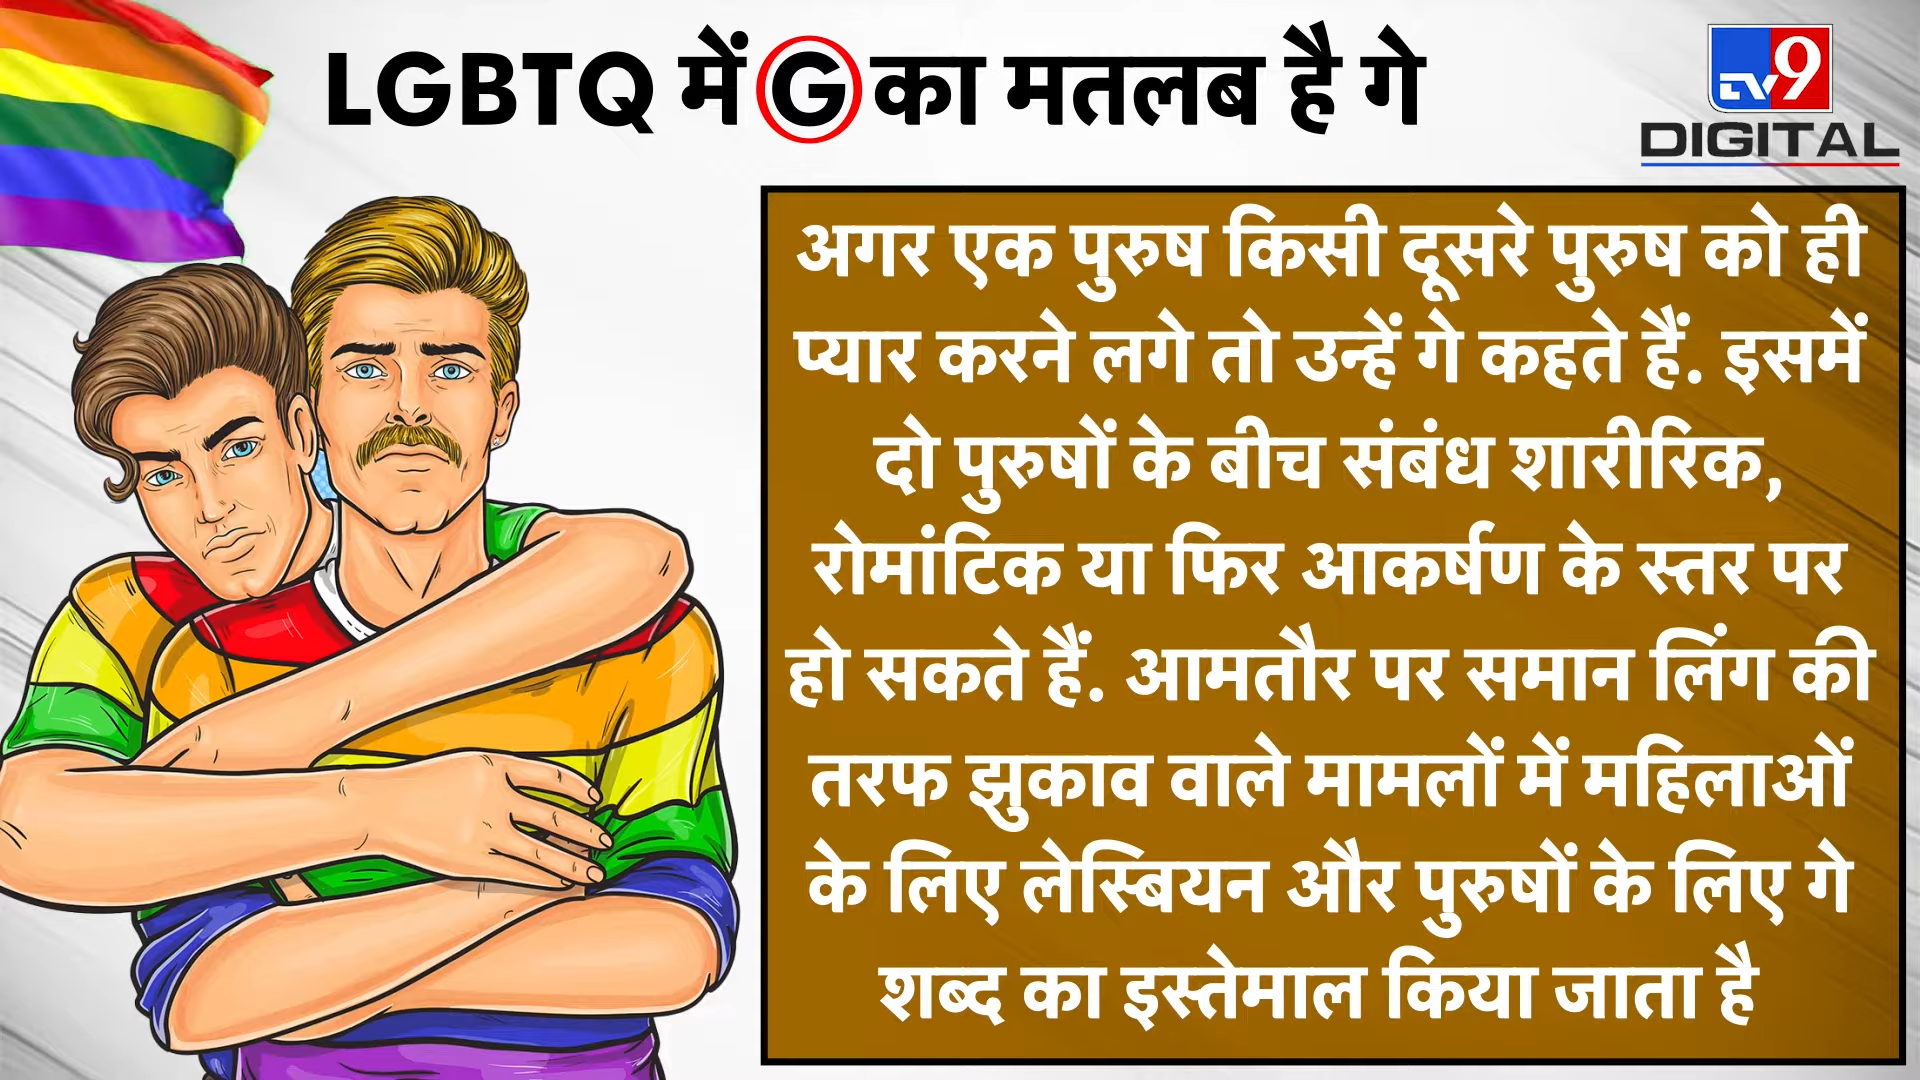 LGBTQ में G का मतलब है गे
TV9
DIGITAL
अगर एक पुरुष किसी दूसरे पुरुष को ही
प्यार करने लगे तो उन्हें गे कहते हैं. इसमें
दो पुरुषों के बीच संबंध शारीरिक,
रोमांटिक या फिर आकर्षण के स्तर पर
हो सकते हैं. आमतौर पर समान लिंग की
तरफ झुकाव वाले मामलों में महिलाओं
के लिए लेस्बियन और पुरुषों के लिए गे
शब्द का इस्तेमाल किया जाता है